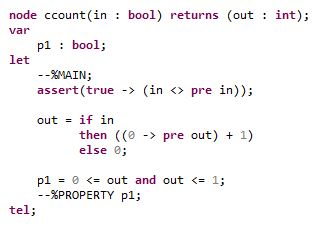 node ccount(in : bool) returns (out : int);
var
    p1 : bool;
let
    --%MAIN;
    assert(true -> (in <> pre in));

    out = if in
          then ((0 -> pre out) + 1)
          else 0;

    p1 = 0 <= out and out <= 1;
    --%PROPERTY p1;
tel;